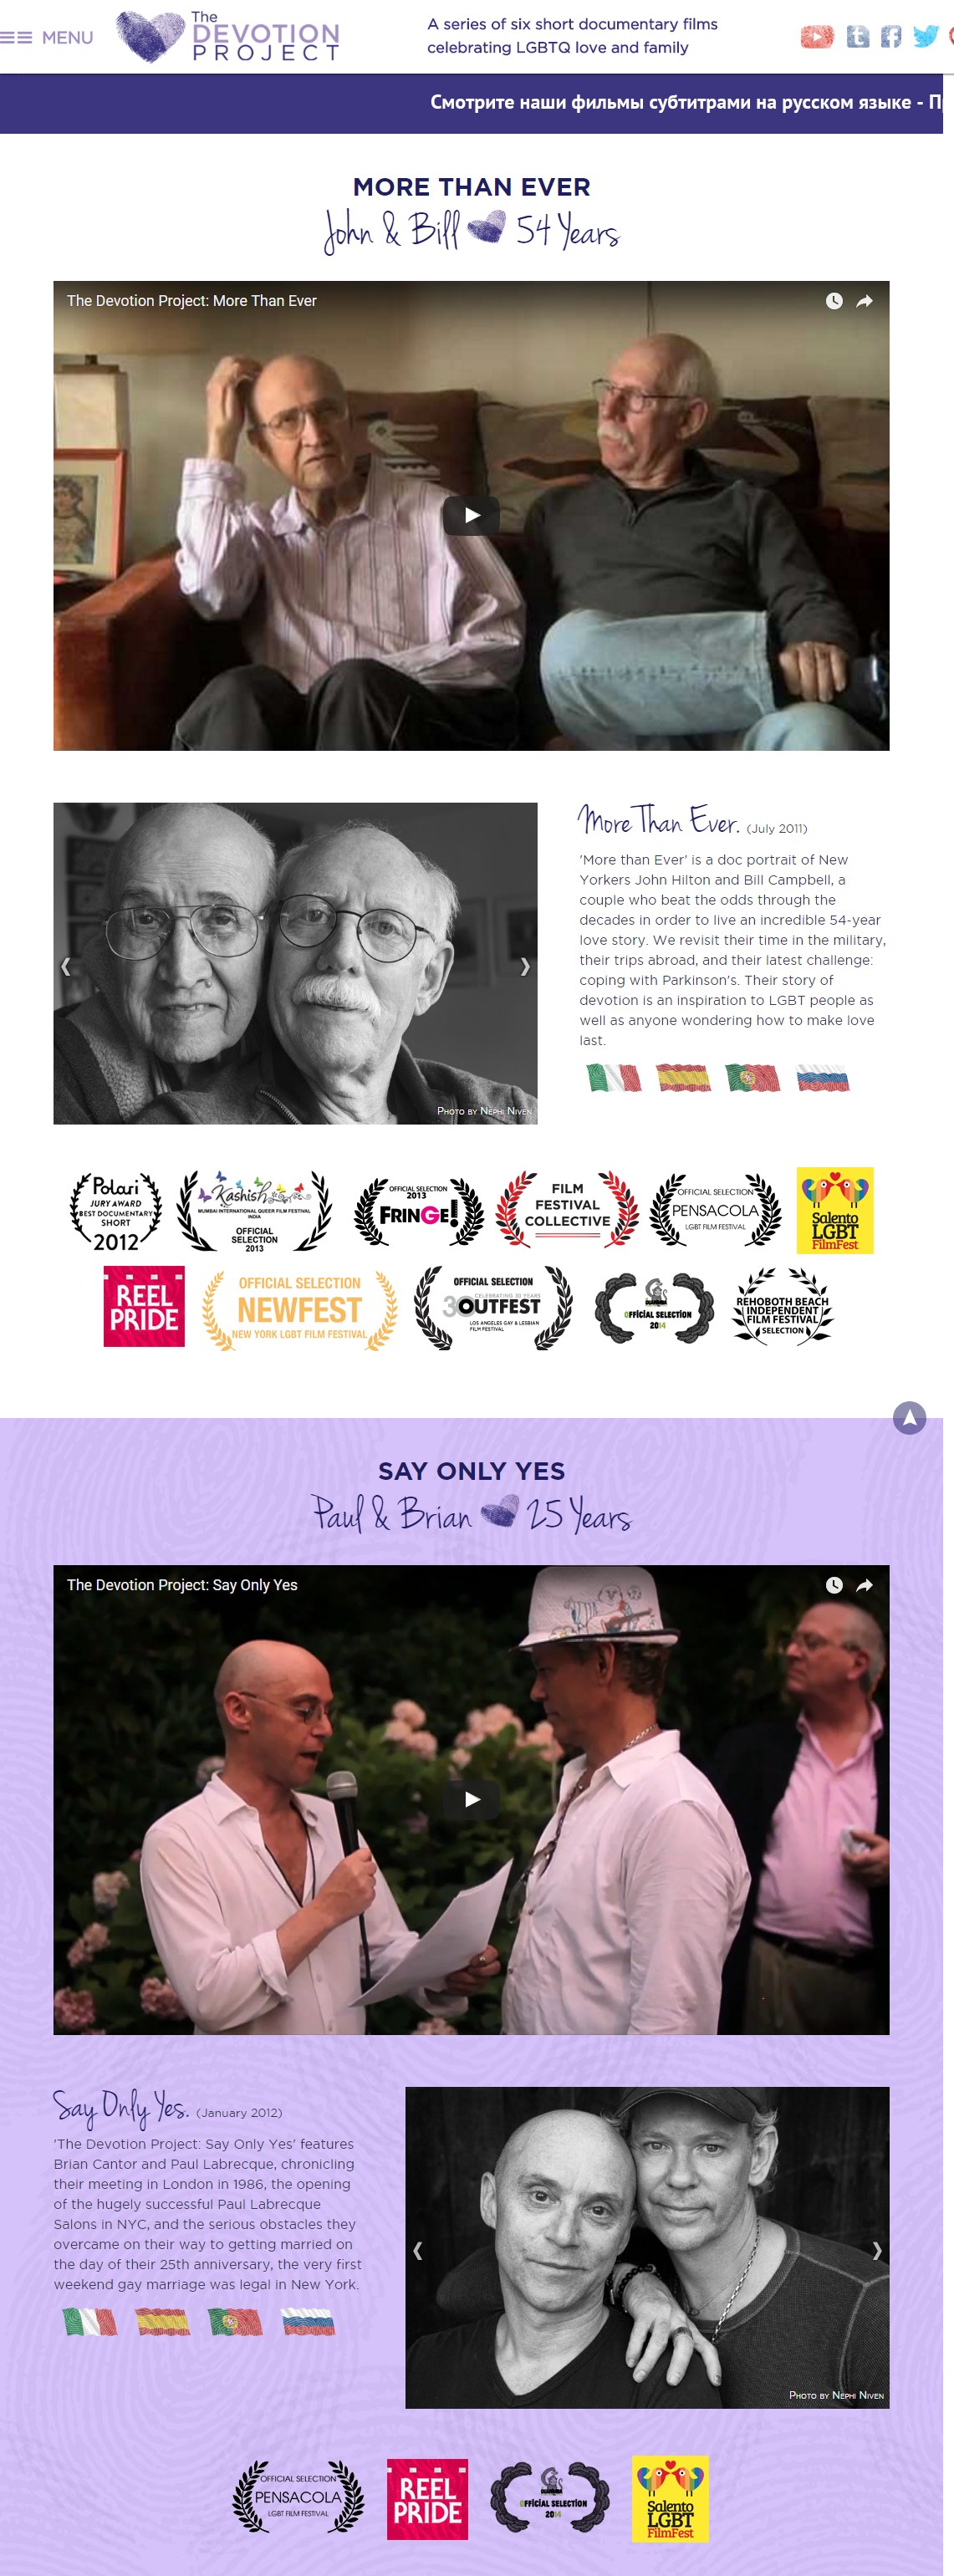 MENU
The
DEVOTION
PROJECT
A series of six short documentary films
celebrating LGBTQ love and family
Смотрите наши фильмы субтитрами на русском языке - П
MORE THAN EVER
John & Bill 54 Years
The Devotion Project: More Than Ever
More Than Ever. (July 2011)
'More than Ever' is a doc portrait of New
Yorkers John Hilton and Bill Campbell, a
couple who beat the odds through the
decades in order to live an incredible 54-year
love story. We revisit their time in the military,
their trips abroad, and their latest challenge:
coping with Parkinson's. Their story of
devotion is an inspiration to LGBT people as
well as anyone wondering how to make love
last.
PHOTO BY NEPHI NIVEN
Polari
JURY AWARD
BEST DOCUMENTARY
SHORT
2012
Kashish
MUMBAI INTERNATIONAL QUEER FILM FESTIVAL
INDIA
OFFICIAL
SELECTION
2013
OFFICIAL SELECTION
2013
FRINGE!
FILM
FESTIVAL
COLLECTIVE
OFFICIAL SELECTION
PENSACOLA
LGBT FILM FESTIVAL
Salento
LGBT
FilmFest
REEL
PRIDE
OFFICIAL SELECTION
NEWFEST
NEW YORK LGBT FILM FESTIVAL
OFFICIAL SELECTION
CELEBRATING 30 YEARS
30 OUTFEST
LOS ANGELES GAY & LESBIAN
FILM FESTIVAL
OFFICIAL SELECTION
2014
REHOBOTH BEACH
INDEPENDENT
FILM FESTIVAL
SELECTION
SAY ONLY YES
Paul & Brian 25 Years
The Devotion Project: Say Only Yes
Say Only Yes. (January 2012)
'The Devotion Project: Say Only Yes' features
Brian Cantor and Paul Labrecque, chronicling
their meeting in London in 1986, the opening
of the hugely successful Paul Labrecque
Salons in NYC, and the serious obstacles they
overcame on their way to getting married on
the day of their 25th anniversary, the very first
weekend gay marriage was legal in New York.
PHOTO BY NEPHI NIVEN
OFFICIAL SELECTION
PENSACOLA
LGBT FILM FESTIVAL
REEL
PRIDE
OFFICIAL SELECTION
2014
Salento
LGBT
FilmFest